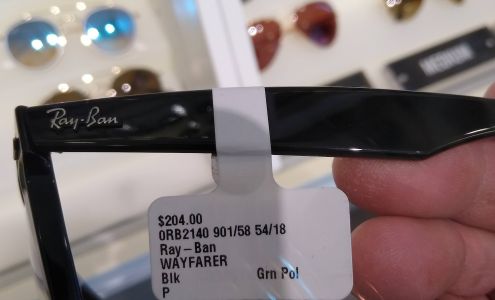 MEDIUM
Ray-Ban
$204.00
0RB2140 901/58 54/18
Ray-Ban
WAYFARER
Blk Grn Pol
P